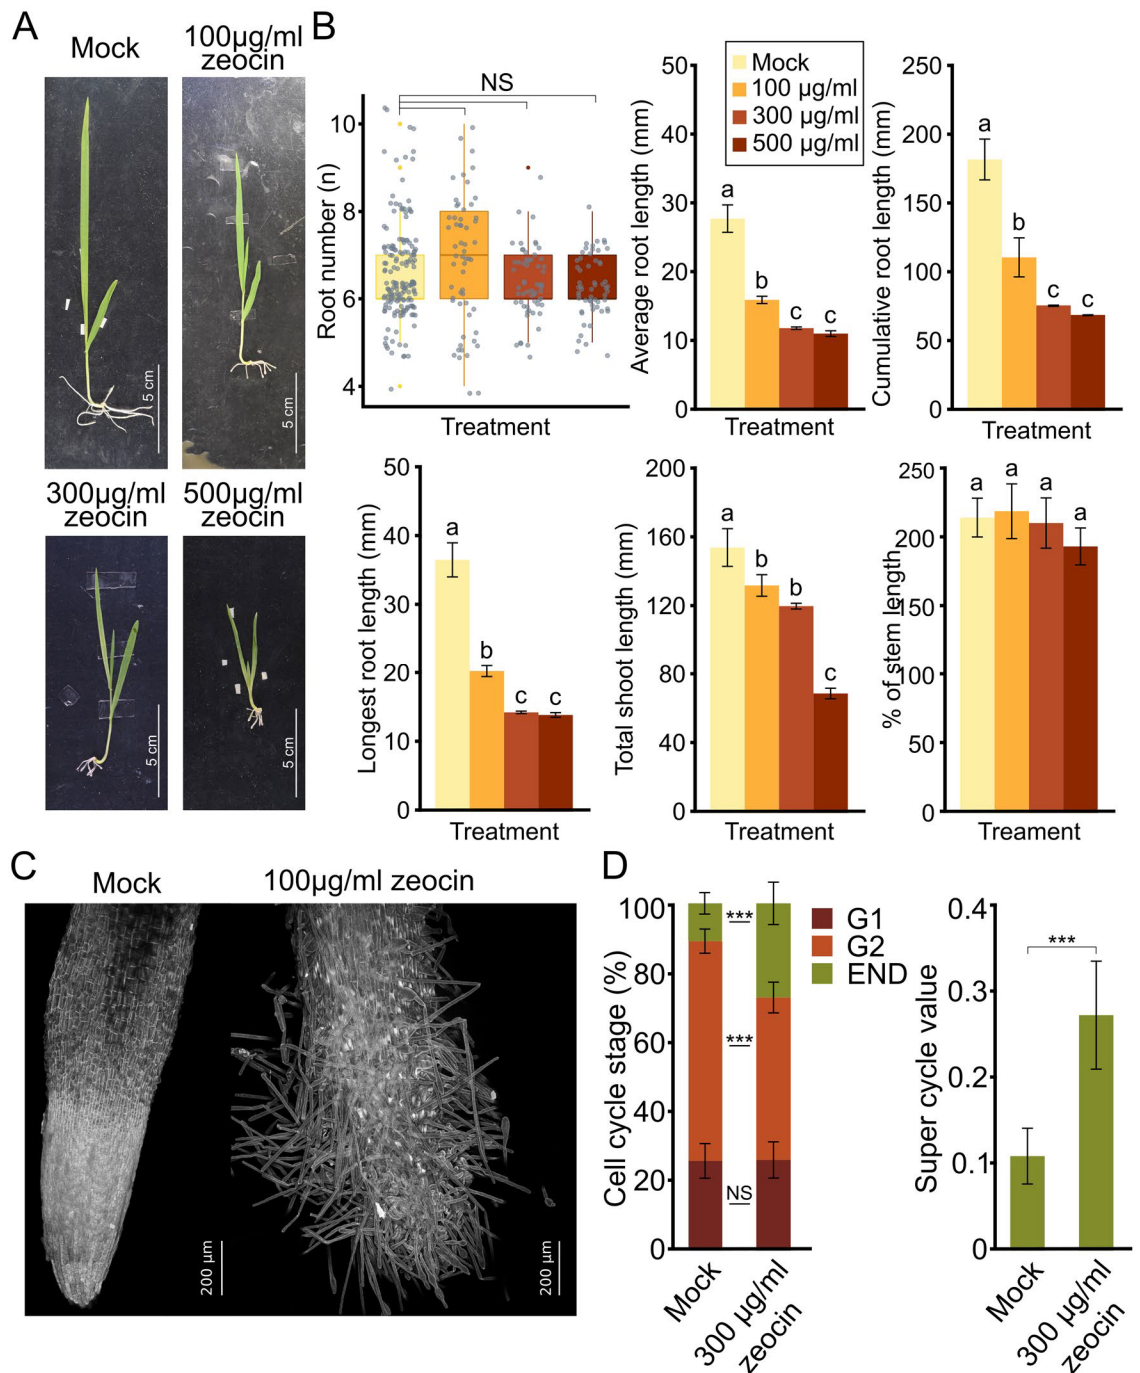 A
Mock
100µg/ml
zeocin
5 cm
5 cm
300µg/ml
zeocin
500µg/ml
zeocin
5 cm
5 cm
B
Root number (n)
10
8
6
4
NS
Treatment
Mock
100 µg/ml
300 µg/ml
500 µg/ml
Average root length (mm)
50
40
30
20
10
0
a
b
c
c
Treatment
Cumulative root length (mm)
250
200
150
100
50
0
a
b
c
c
Treatment
Longest root length (mm)
50
40
30
20
10
0
a
b
c
c
Treatment
Total shoot length (mm)
200
160
120
80
40
0
a
b
b
c
Treatment
% of stem length
250
200
150
100
50
0
a
a
a
a
Treament
C
Mock
100µg/ml zeocin
200 µm
200 µm
D
Cell cycle stage (%)
100
80
60
40
20
0
***
***
NS
Mock
300 µg/ml
zeocin
G1
G2
END
Super cycle value
0.4
0.3
0.2
0.1
0
***
Mock
300 µg/ml
zeocin